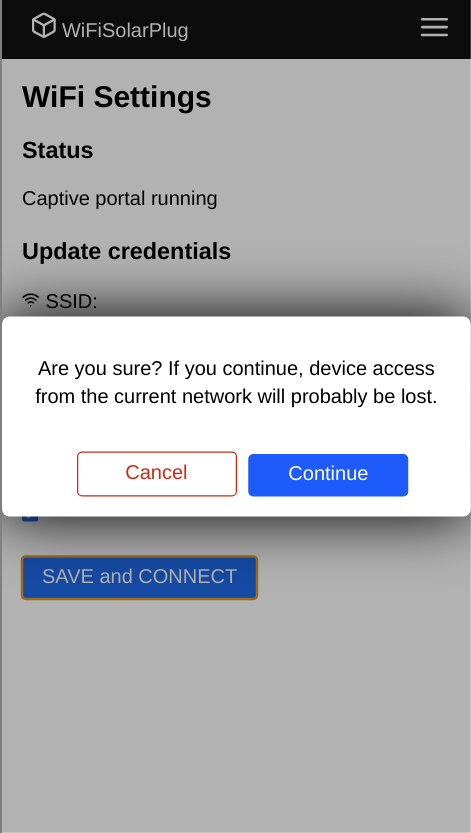 WiFiSolarPlug
WiFi Settings
Status
Captive portal running
Update credentials
SSID:
Are you sure? If you continue, device access
from the current network will probably be lost.
Cancel
Continue
SAVE and CONNECT